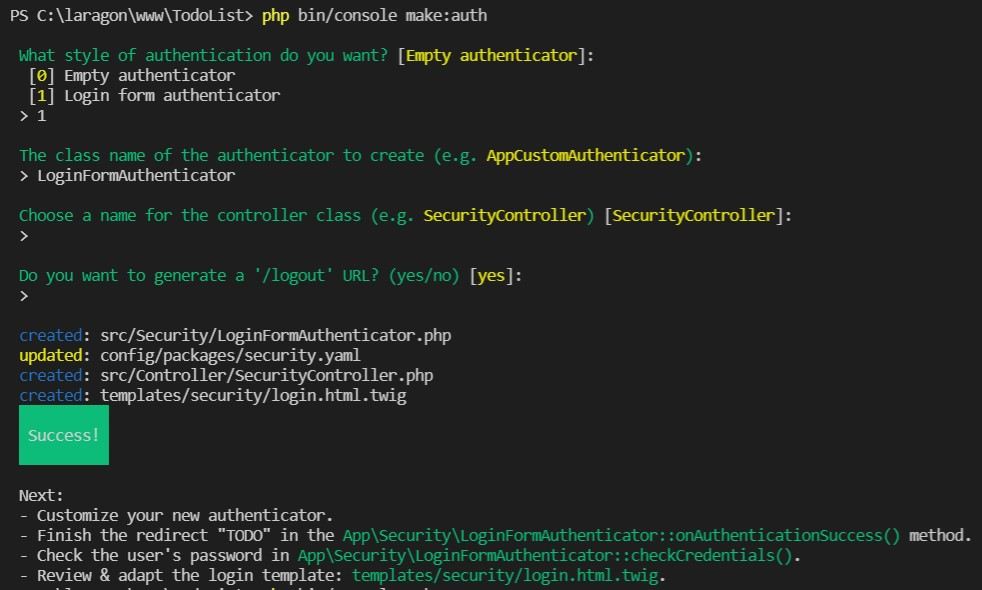 PS C:\laragon\www\TodoList> php bin/console make:auth
What style of authentication do you want? [Empty authenticator]:
[0] Empty authenticator
[1] Login form authenticator
> 1
The class name of the authenticator to create (e.g. AppCustomAuthenticator):
> LoginFormAuthenticator
Choose a name for the controller class (e.g. SecurityController) [SecurityController]:
>
Do you want to generate a '/logout' URL? (yes/no) [yes]:
>
created: src/Security/LoginFormAuthenticator.php
updated: config/packages/security.yaml
created: src/Controller/SecurityController.php
created: templates/security/login.html.twig
Success!
Next:
- Customize your new authenticator.
- Finish the redirect "TODO" in the App\Security\LoginFormAuthenticator::onAuthenticationSuccess() method.
- Check the user's password in App\Security\LoginFormAuthenticator::checkCredentials().
- Review & adapt the login template: templates/security/login.html.twig.